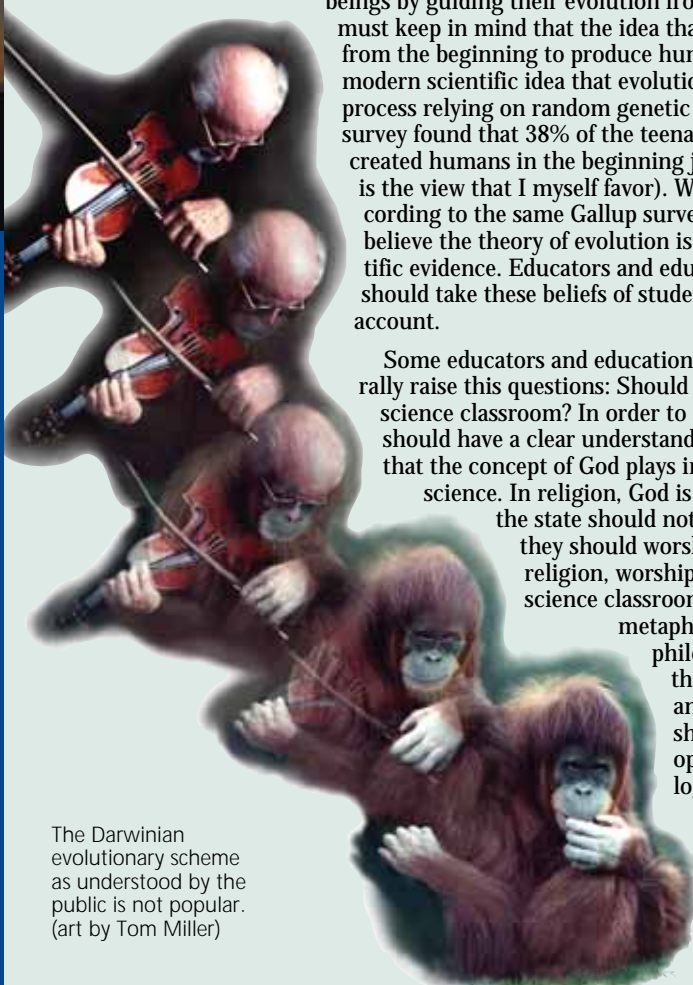 beings by guiding their evolution fro
must keep in mind that the idea tha
from the beginning to produce hur
modern scientific idea that evolutio
process relying on random genetic
survey found that 38% of the teena
created humans in the beginning j
is the view that I myself favor). W
cording to the same Gallup surve
believe the theory of evolution is
tific evidence. Educators and edu
should take these beliefs of stude
account.
Some educators and education
rally raise this questions: Should
science classroom? In order to
should have a clear understand
that the concept of God plays in
science. In religion, God is
the state should not
they should worsl
religion, worship
science classroon
metaph
philo
th
an
sh
op
lo
The Darwinian
evolutionary scheme
as understood by the
public is not popular.
(art by Tom Miller)